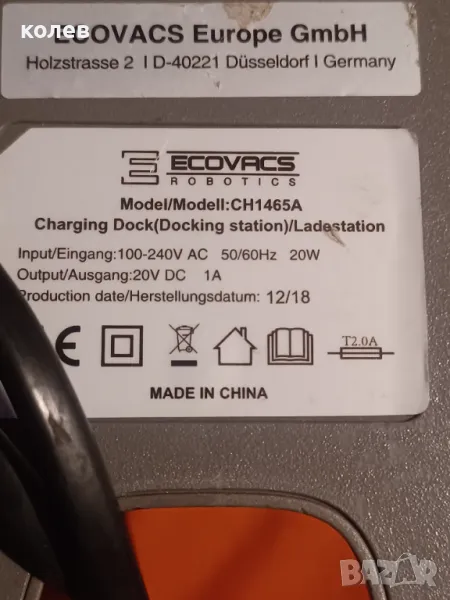 колев
ECOVACS Europe GmbH
Holzstrasse 2 I D-40221 Düsseldorf I Germany
ECOVACS
ROBOTICS
Model/Modell:CH1465A
Charging Dock(Docking station)/Ladestation
Input/Eingang:100-240V AC 50/60Hz 20W
Output/Ausgang:20V DC 1A
Production date/Herstellungsdatum: 12/18
CE
T2.0A
MADE IN CHINA
BAZAR